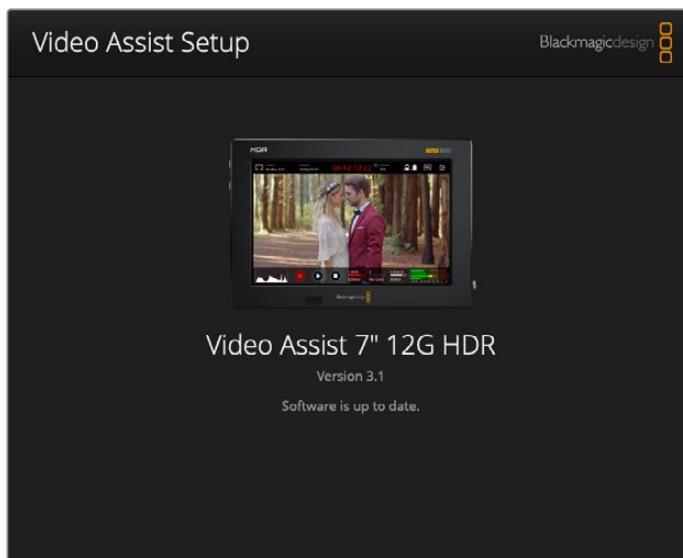 Video Assist Setup
Blackmagicdesign
HDR
Video Assist 7" 12G HDR
Version 3.1
Software is up to date.